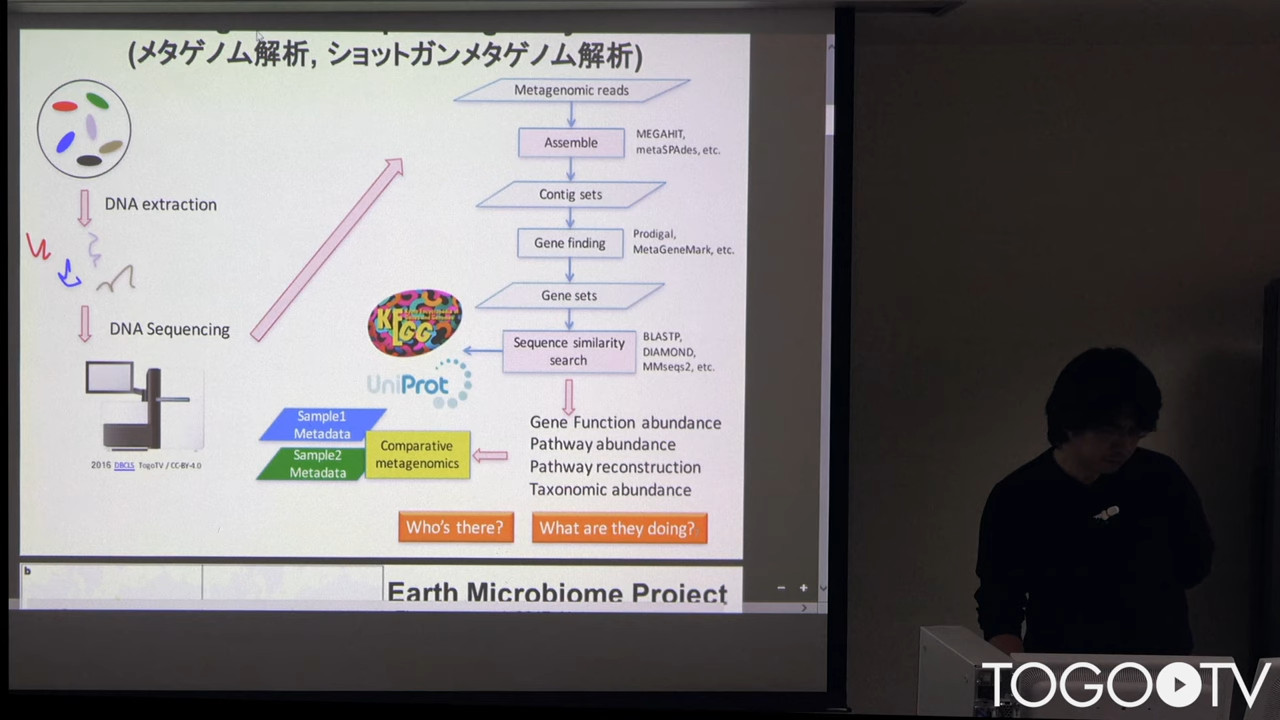 (メタゲノム解析, ショットガンメタゲノム解析)
DNA extraction
DNA Sequencing
2016 DBCLS TogoTV / CC-BY-4.0
Metagenomic reads
Assemble
MEGAHIT,
metaSPAdes, etc.
Contig sets
Gene finding
Prodigal,
MetaGeneMark, etc.
Gene sets
Sequence similarity
search
BLASTP,
DIAMOND,
MMseqs2, etc.
KEGG
UniProt
Gene Function abundance
Pathway abundance
Pathway reconstruction
Taxonomic abundance
Comparative
metagenomics
Sample1
Metadata
Sample2
Metadata
Who's there?
What are they doing?
b
Earth Microbiome Project
TOGO TV